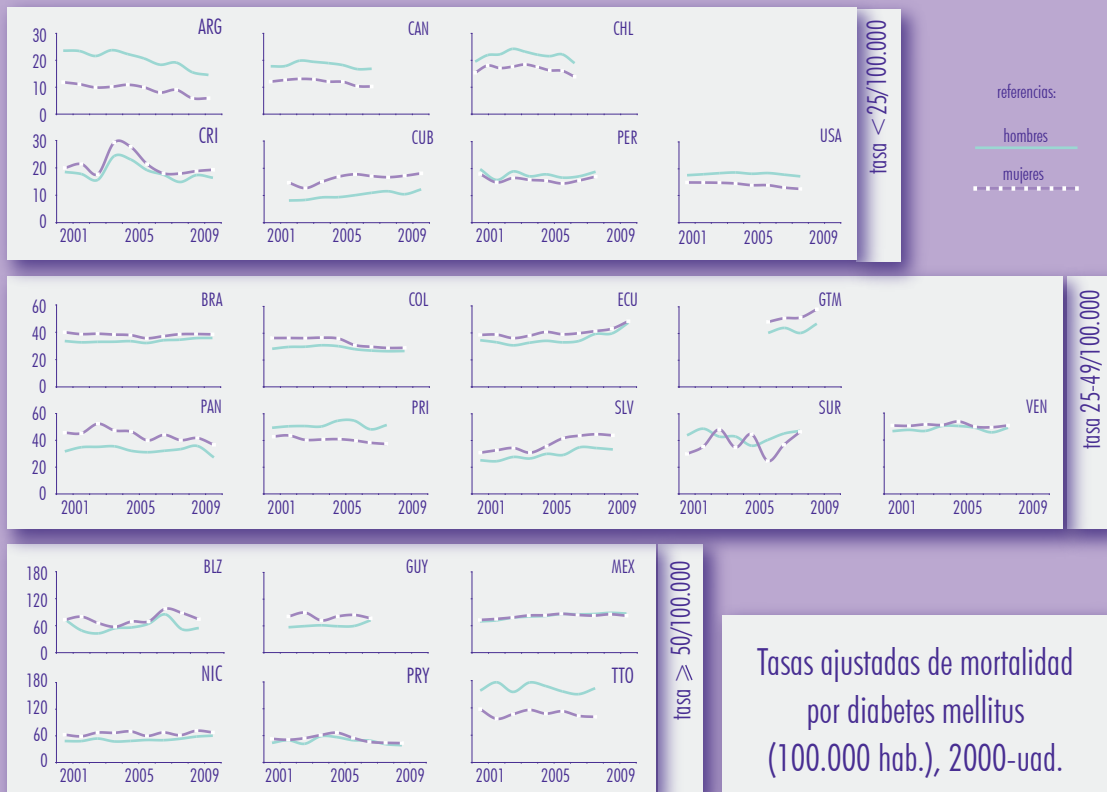 ARG
CAN
CHL
30
20
10
0
CRI
CUB
PER
USA
30
20
10
0
2001 2005 2009
2001 2005 2009
2001 2005 2009
2001 2005 2009
tasa < 25/100.000
referencias:
hombres
mujeres
BRA
COL
ECU
GTM
60
40
20
0
PAN
PRI
SLV
SUR
VEN
60
40
20
0
2001 2005 2009
2001 2005 2009
2001 2005 2009
2001 2005 2009
2001 2005 2009
tasa 25-49/100.000
BLZ
GUY
MEX
180
120
60
0
NIC
PRY
TTO
180
120
60
0
2001 2005 2009
2001 2005 2009
2001 2005 2009
tasa ⩾ 50/100.000
Tasas ajustadas de mortalidad
por diabetes mellitus
(100.000 hab.), 2000-uad.